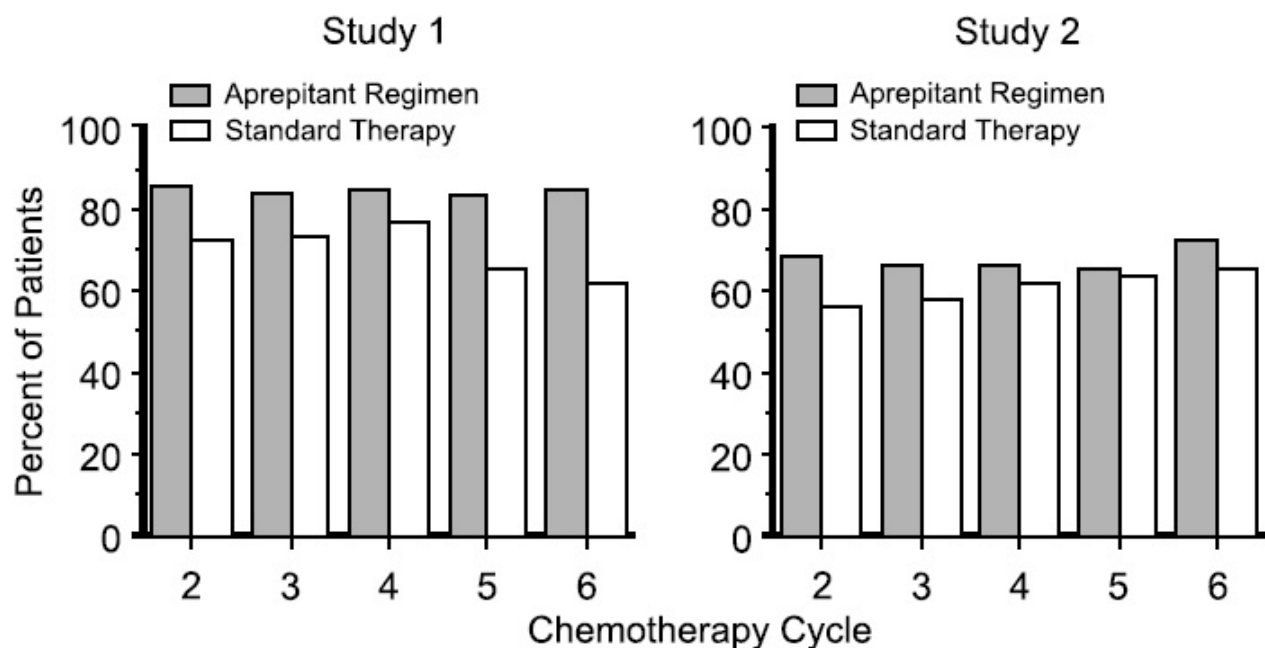 Study 1
Aprepitant Regimen
Standard Therapy
Percent of Patients
100
80
60
40
20
0
2 3 4 5 6
Study 2
Aprepitant Regimen
Standard Therapy
100
80
60
40
20
0
2 3 4 5 6
Chemotherapy Cycle